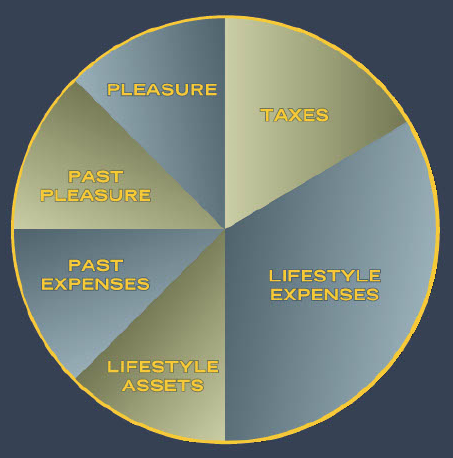 PLEASURE
TAXES
PAST
PLEASURE
PAST
EXPENSES
LIFESTYLE
EXPENSES
LIFESTYLE
ASSETS